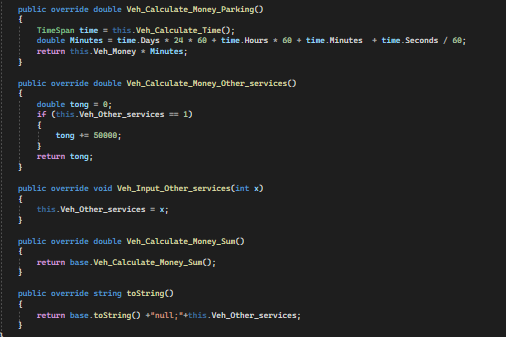 public override double Veh_Calculate_Money_Parking()
{
TimeSpan time = this.Veh_Calculate_Time();
double Minutes = time.Days * 24 * 60 + time.Hours * 60 + time.Minutes + time.Seconds / 60;
return this.Veh_Money * Minutes;
}
public override double Veh_Calculate_Money_Other_services()
{
double tong = 0;
if (this.Veh_Other_services == 1)
{
tong += 50000;
}
return tong;
}
public override void Veh_Input_Other_services(int x)
{
this.Veh_Other_services = x;
}
public override double Veh_Calculate_Money_Sum()
{
return base.Veh_Calculate_Money_Sum();
}
public override string toString()
{
return base.toString() +"null;"+this.Veh_Other_services;
}
}